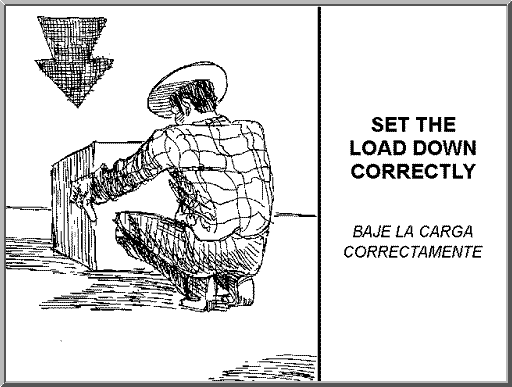 SET THE
LOAD DOWN
CORRECTLY
BAJE LA CARGA
CORRECTAMENTE